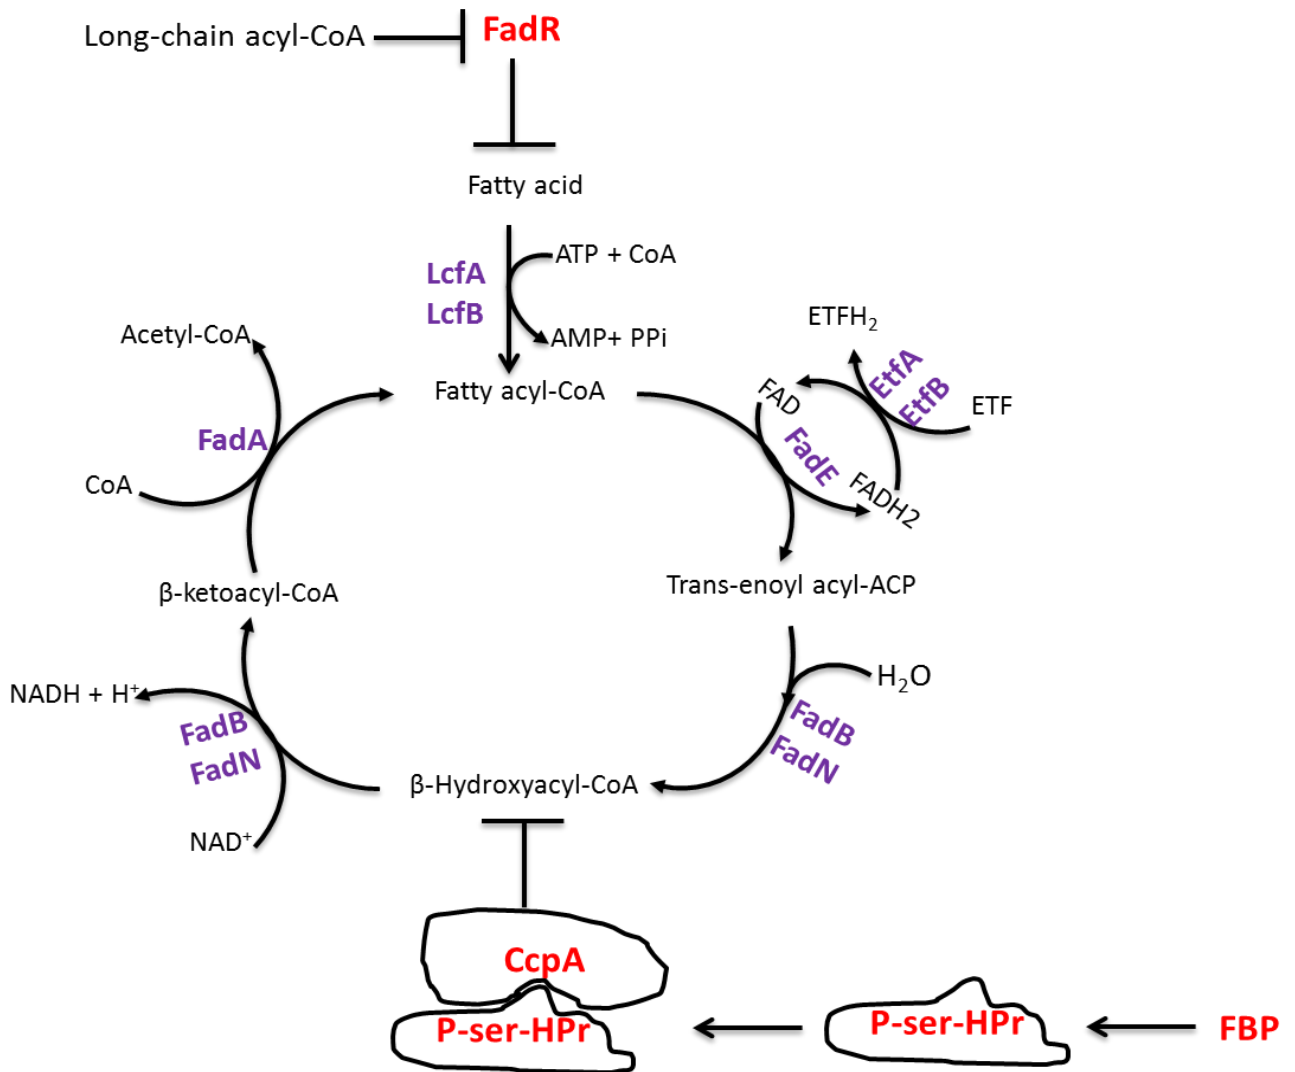 Long-chain acyl-CoA
FadR
Fatty acid
LcfA
LcfB
ATP + CoA
AMP+ PPi
Acetyl-CoA
Fatty acyl-CoA
ETFH₂
EtfA
EtfB
ETF
FAD
FadE
FADH2
FadA
CoA
β-ketoacyl-CoA
Trans-enoyl acyl-ACP
NADH + H⁺
FadB
FadN
NAD⁺
H₂O
FadB
FadN
β-Hydroxyacyl-CoA
CcpA
P-ser-HPr
P-ser-HPr
FBP